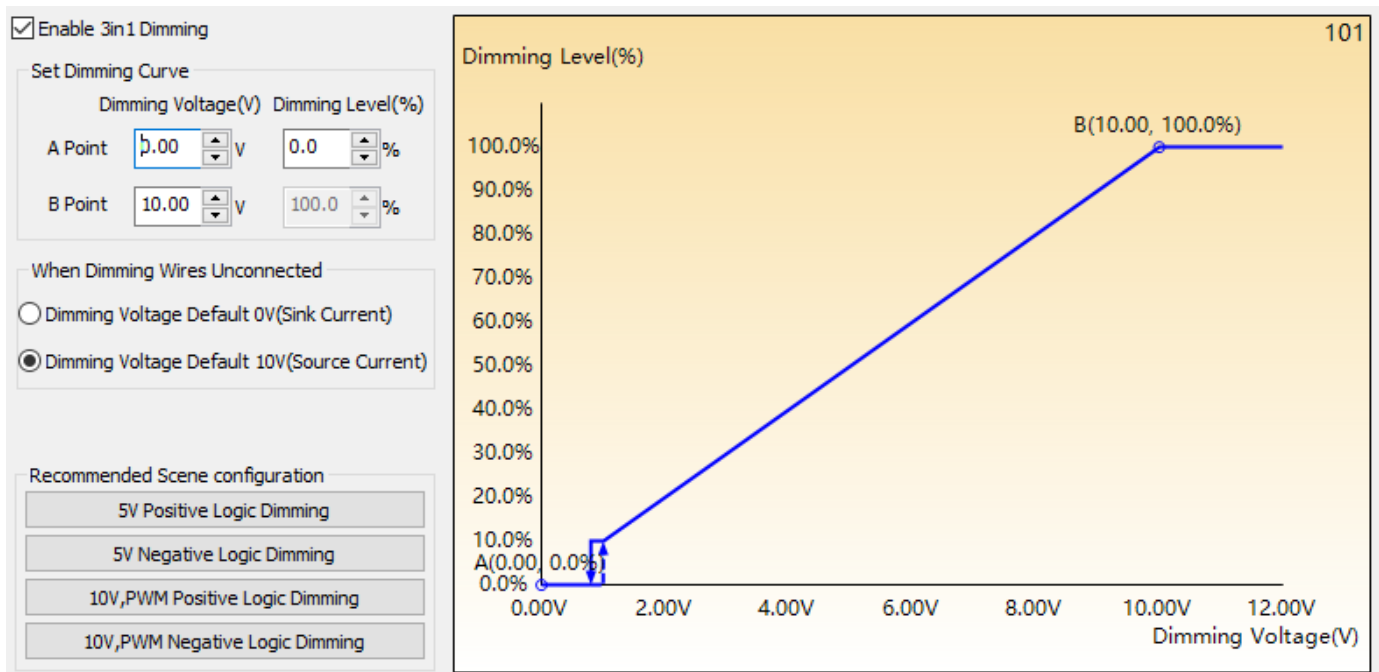 Enable 3in1 Dimming
Set Dimming Curve
Dimming Voltage(V) Dimming Level(%)
A Point 0.00 V 0.0 %
B Point 10.00 V 100.0 %
When Dimming Wires Unconnected
Dimming Voltage Default 0V(Sink Current)
Dimming Voltage Default 10V(Source Current)
Recommended Scene configuration
5V Positive Logic Dimming
5V Negative Logic Dimming
10V,PWM Positive Logic Dimming
10V,PWM Negative Logic Dimming
101
Dimming Level(%)
B(10.00, 100.0%)
100.0%
90.0%
80.0%
70.0%
60.0%
50.0%
40.0%
30.0%
20.0%
10.0%
A(0.00, 0.0%)
0.0%
0.00V 2.00V 4.00V 6.00V 8.00V 10.00V 12.00V
Dimming Voltage(V)